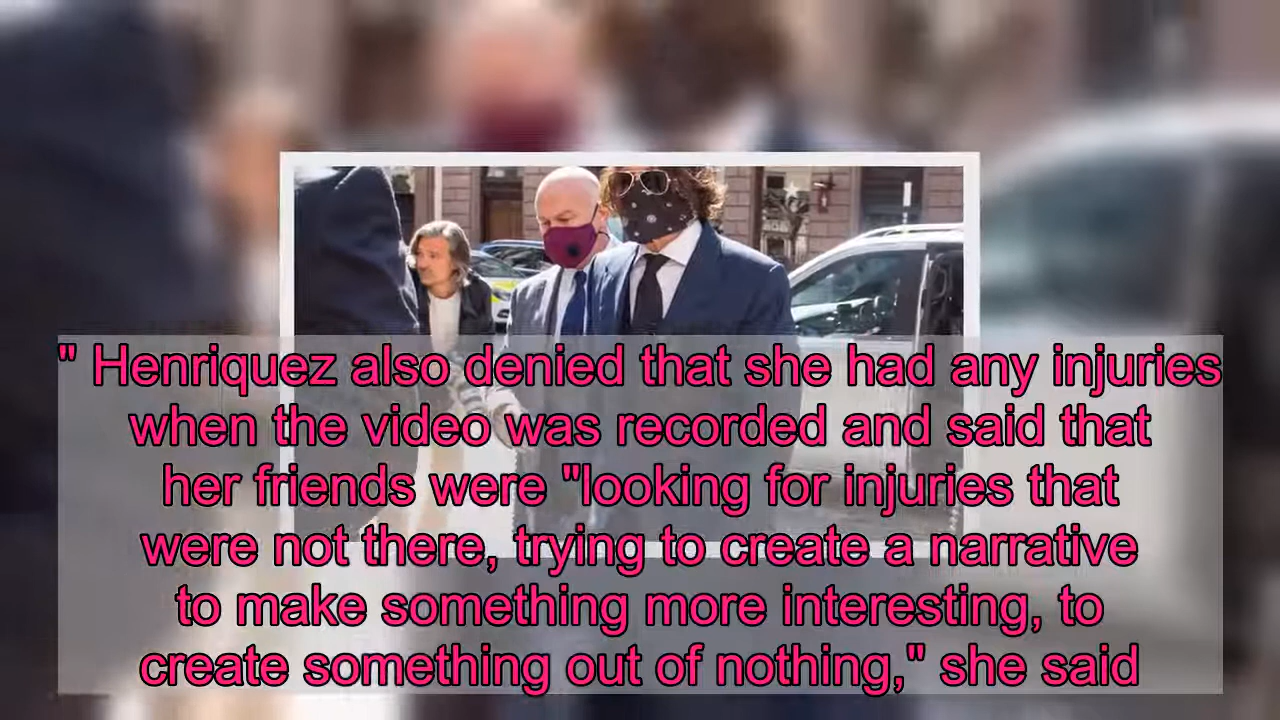 " Henriquez also denied that she had any injuries
when the video was recorded and said that
her friends were "looking for injuries that
were not there, trying to create a narrative
to make something more interesting, to
create something out of nothing," she said